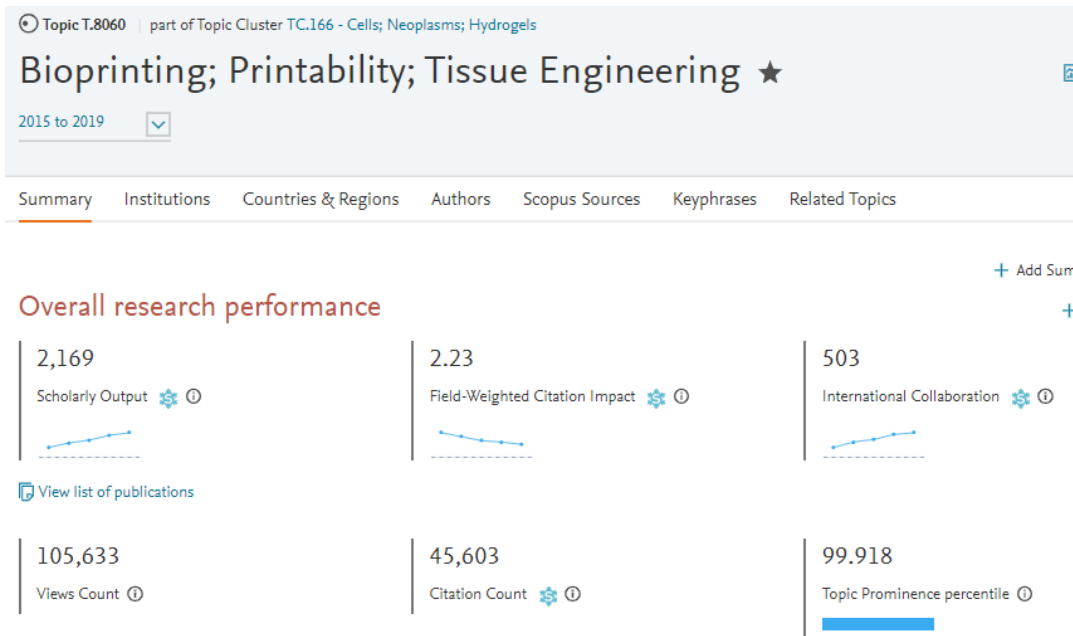 Topic T.8060 part of Topic Cluster TC.166 - Cells; Neoplasms; Hydrogels
Bioprinting; Printability; Tissue Engineering ★
2015 to 2019
Summary Institutions Countries & Regions Authors Scopus Sources Keyphrases Related Topics
+ Add Sum
Overall research performance
+
2,169 2.23 503
Scholarly Output Field-Weighted Citation Impact International Collaboration
View list of publications
105,633 45,603 99.918
Views Count Citation Count Topic Prominence percentile